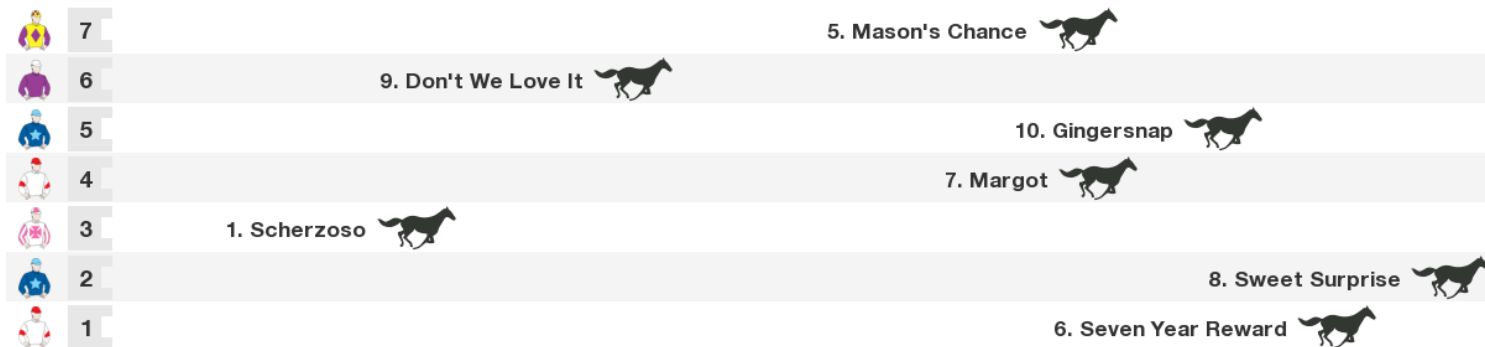 7 5. Mason's Chance
6 9. Don't We Love It
5 10. Gingersnap
4 7. Margot
3 1. Scherzoso
2 8. Sweet Surprise
1 6. Seven Year Reward